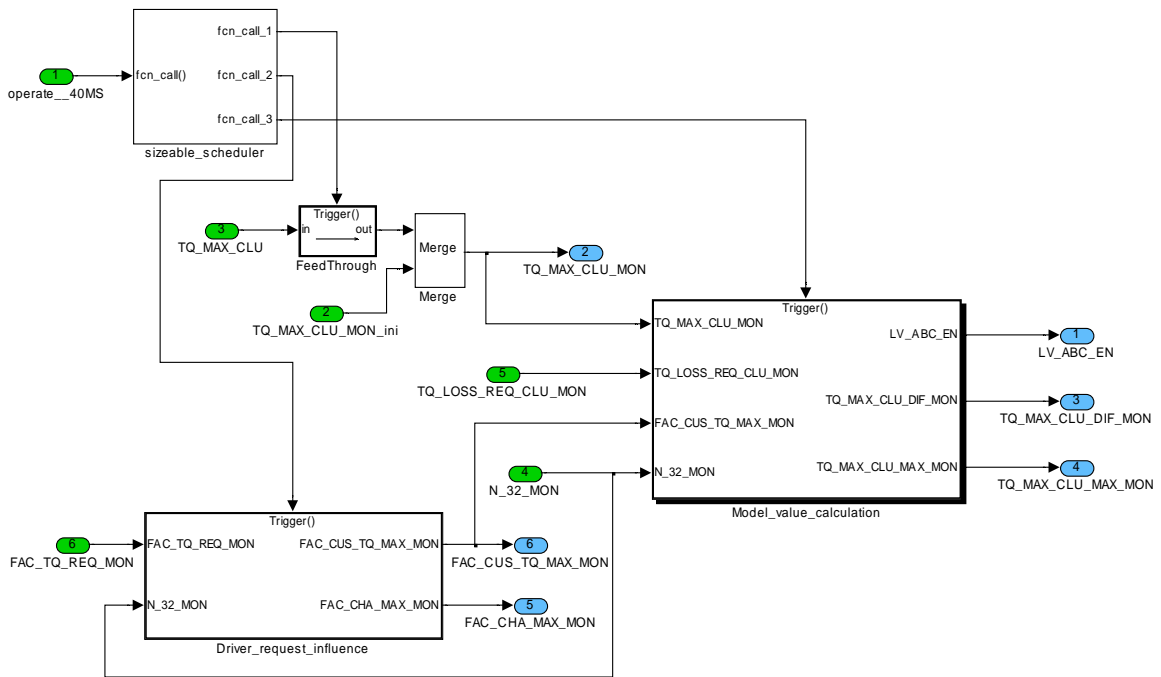 fcn_call_1
1
fcn_call()
fcn_call_2
operate__40MS
fcn_call_3
sizeable_scheduler
Trigger()
3
in
out
TQ_MAX_CLU
FeedThrough
Merge
Merge
2
TQ_MAX_CLU_MON
2
TQ_MAX_CLU_MON_ini
Trigger()
TQ_MAX_CLU_MON
LV_ABC_EN
1
LV_ABC_EN
5
TQ_LOSS_REQ_CLU_MON
TQ_LOSS_REQ_CLU_MON
TQ_MAX_CLU_DIF_MON
3
TQ_MAX_CLU_DIF_MON
FAC_CUS_TQ_MAX_MON
4
N_32_MON
N_32_MON
TQ_MAX_CLU_MAX_MON
4
TQ_MAX_CLU_MAX_MON
Model_value_calculation
Trigger()
6
FAC_TQ_REQ_MON
FAC_TQ_REQ_MON
FAC_CUS_TQ_MAX_MON
6
FAC_CUS_TQ_MAX_MON
N_32_MON
FAC_CHA_MAX_MON
5
FAC_CHA_MAX_MON
Driver_request_influence